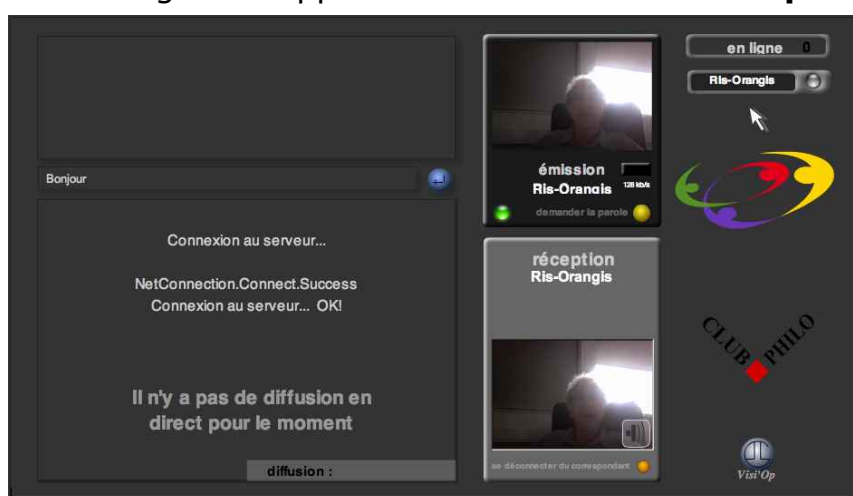 Bonjour
Connexion au serveur...
NetConnection.Connect.Success
Connexion au serveur... OK!
Il n'y a pas de diffusion en
direct pour le moment
diffusion :
émission
Ris-Orangis
128 kb/s
demander la parole
réception
Ris-Orangis
se déconnecter du correspondant
en ligne 0
Ris-Orangis
CLUB PHILO
Visi'Op